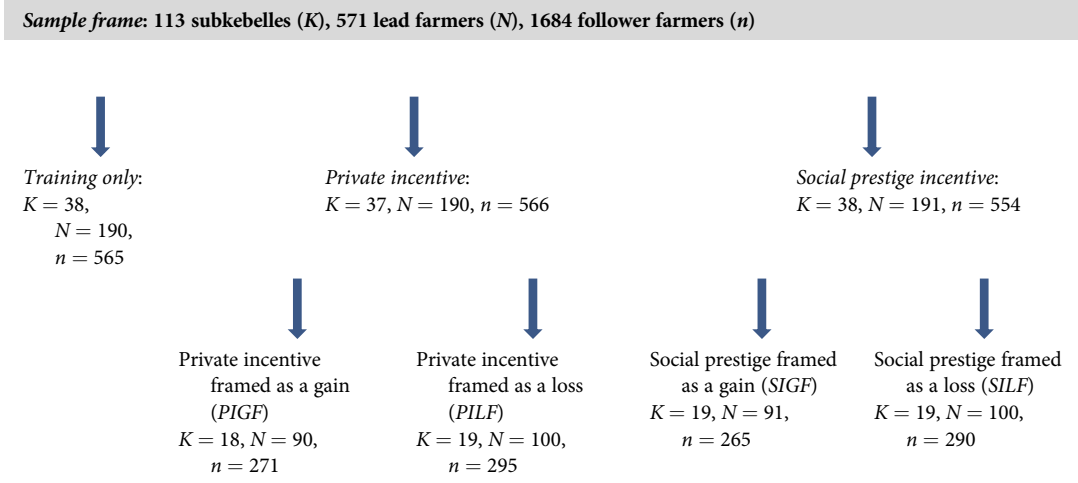 Sample frame: 113 subkebelles (K), 571 lead farmers (N), 1684 follower farmers (n)
Training only:
K = 38,
N = 190,
n = 565
Private incentive:
K = 37, N = 190, n = 566
Social prestige incentive:
K = 38, N = 191, n = 554
Private incentive
framed as a gain
(PIGF)
K = 18, N = 90,
n = 271
Private incentive
framed as a loss
(PILF)
K = 19, N = 100,
n = 295
Social prestige framed
as a gain (SIGF)
K = 19, N = 91,
n = 265
Social prestige framed
as a loss (SILF)
K = 19, N = 100,
n = 290